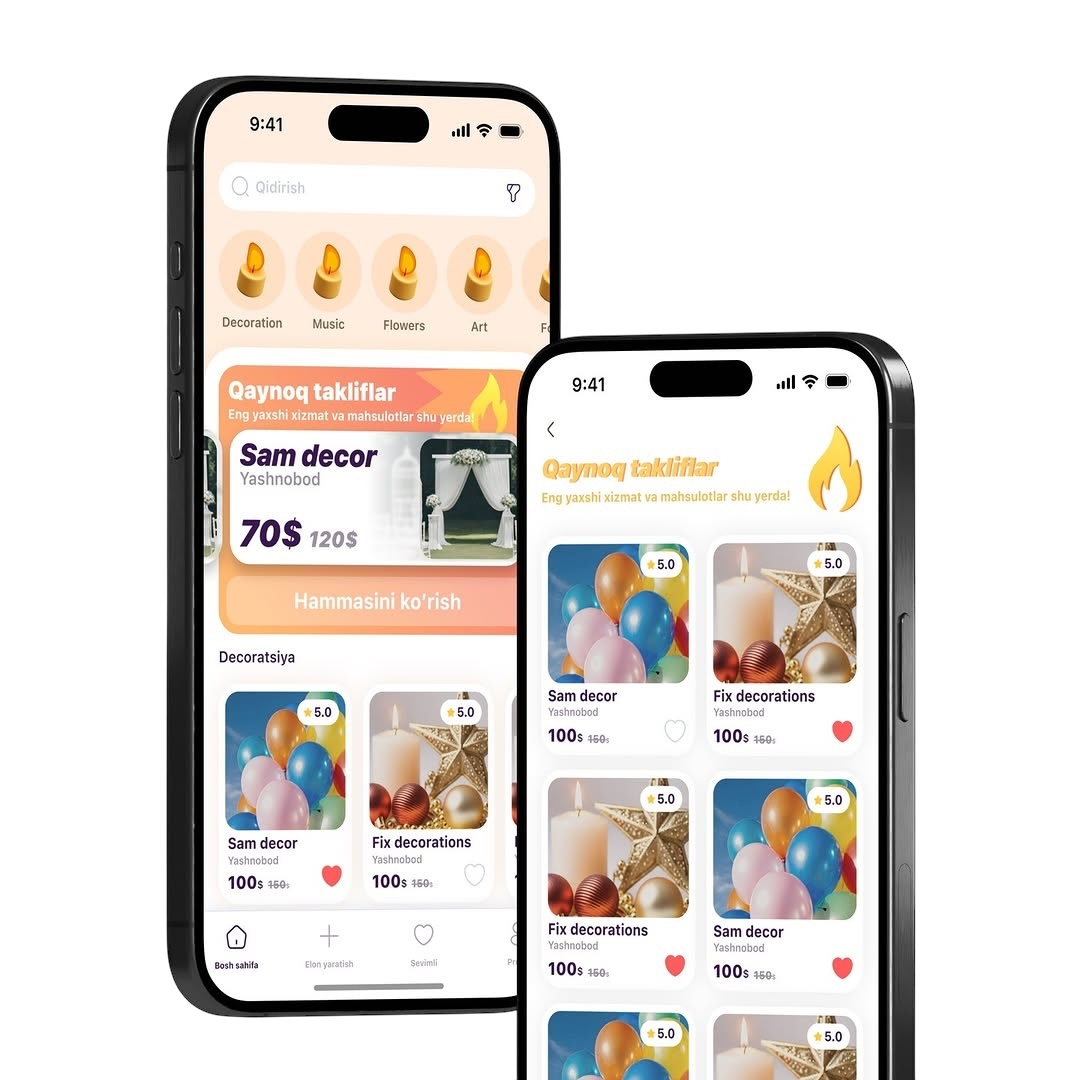 9:41
Qidirish
Decoration
Music
Flowers
Art
Qaynoq takliflar
Eng yaxshi xizmat va mahsulotlar shu yerda!
Sam decor
Yashnobod
70$ 120$
Hammasini ko‘rish
Decoratsiya
5.0
Sam decor
Yashnobod
100$ 150$
5.0
Fix decorations
Yashnobod
100$ 150$
Bosh sahifa
Elon yaratish
Sevimli
9:41
Qaynoq takliflar
Eng yaxshi xizmat va mahsulotlar shu yerda!
5.0
Sam decor
Yashnobod
100$ 150$
5.0
Fix decorations
Yashnobod
100$ 150$
5.0
Fix decorations
Yashnobod
100$ 150$
5.0
Sam decor
Yashnobod
100$ 150$
5.0
5.0